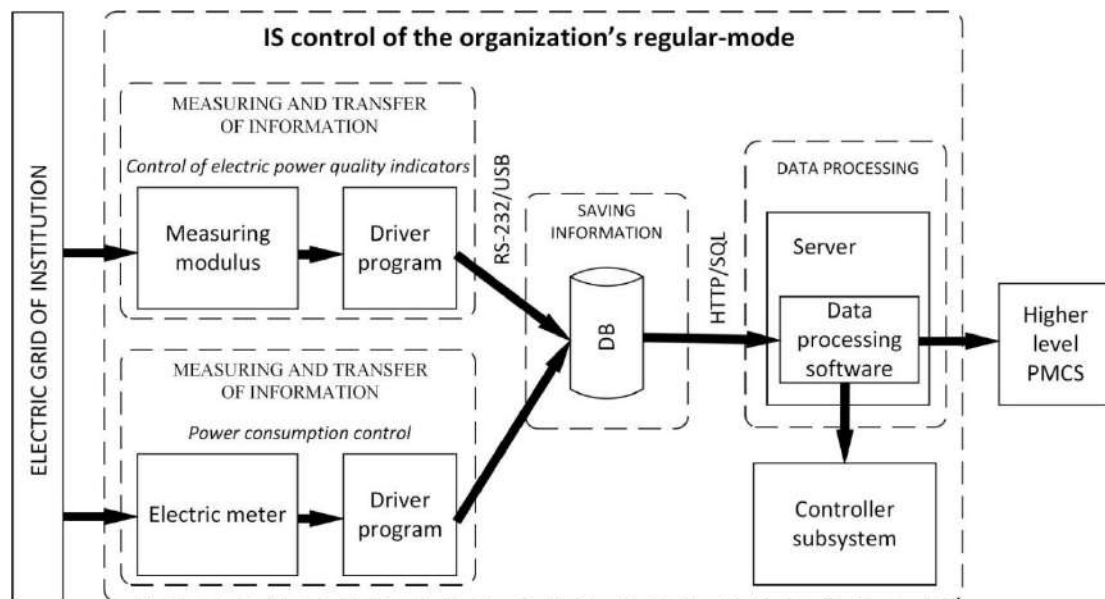 IS control of the organization's regular-mode
ELECTRIC GRID OF INSTITUTION
MEASURING AND TRANSFER
OF INFORMATION
Control of electric power quality indicators
Measuring
modulus
Driver
program
RS-232/USB
MEASURING AND TRANSFER
OF INFORMATION
Power consumption control
Electric meter
Driver
program
SAVING
INFORMATION
DB
HTTP/SQL
DATA PROCESSING
Server
Data
processing
software
Controller
subsystem
Higher
level
PMCS